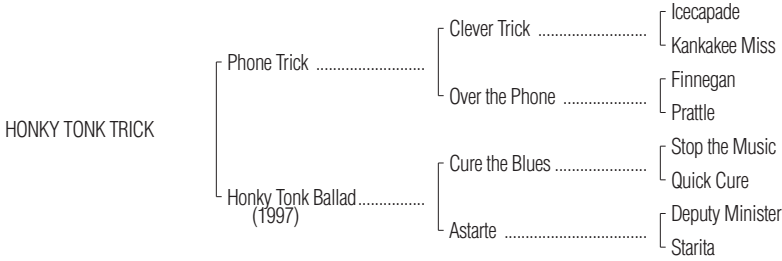 Icecapade
Clever Trick ..........................
Kankakee Miss
Phone Trick ..........................
Finnegan
Over the Phone ....................
Prattle
HONKY TONK TRICK
Stop the Music
Cure the Blues ......................
Quick Cure
Honky Tonk Ballad................
(1997)
Deputy Minister
Astarte ..................................
Starita